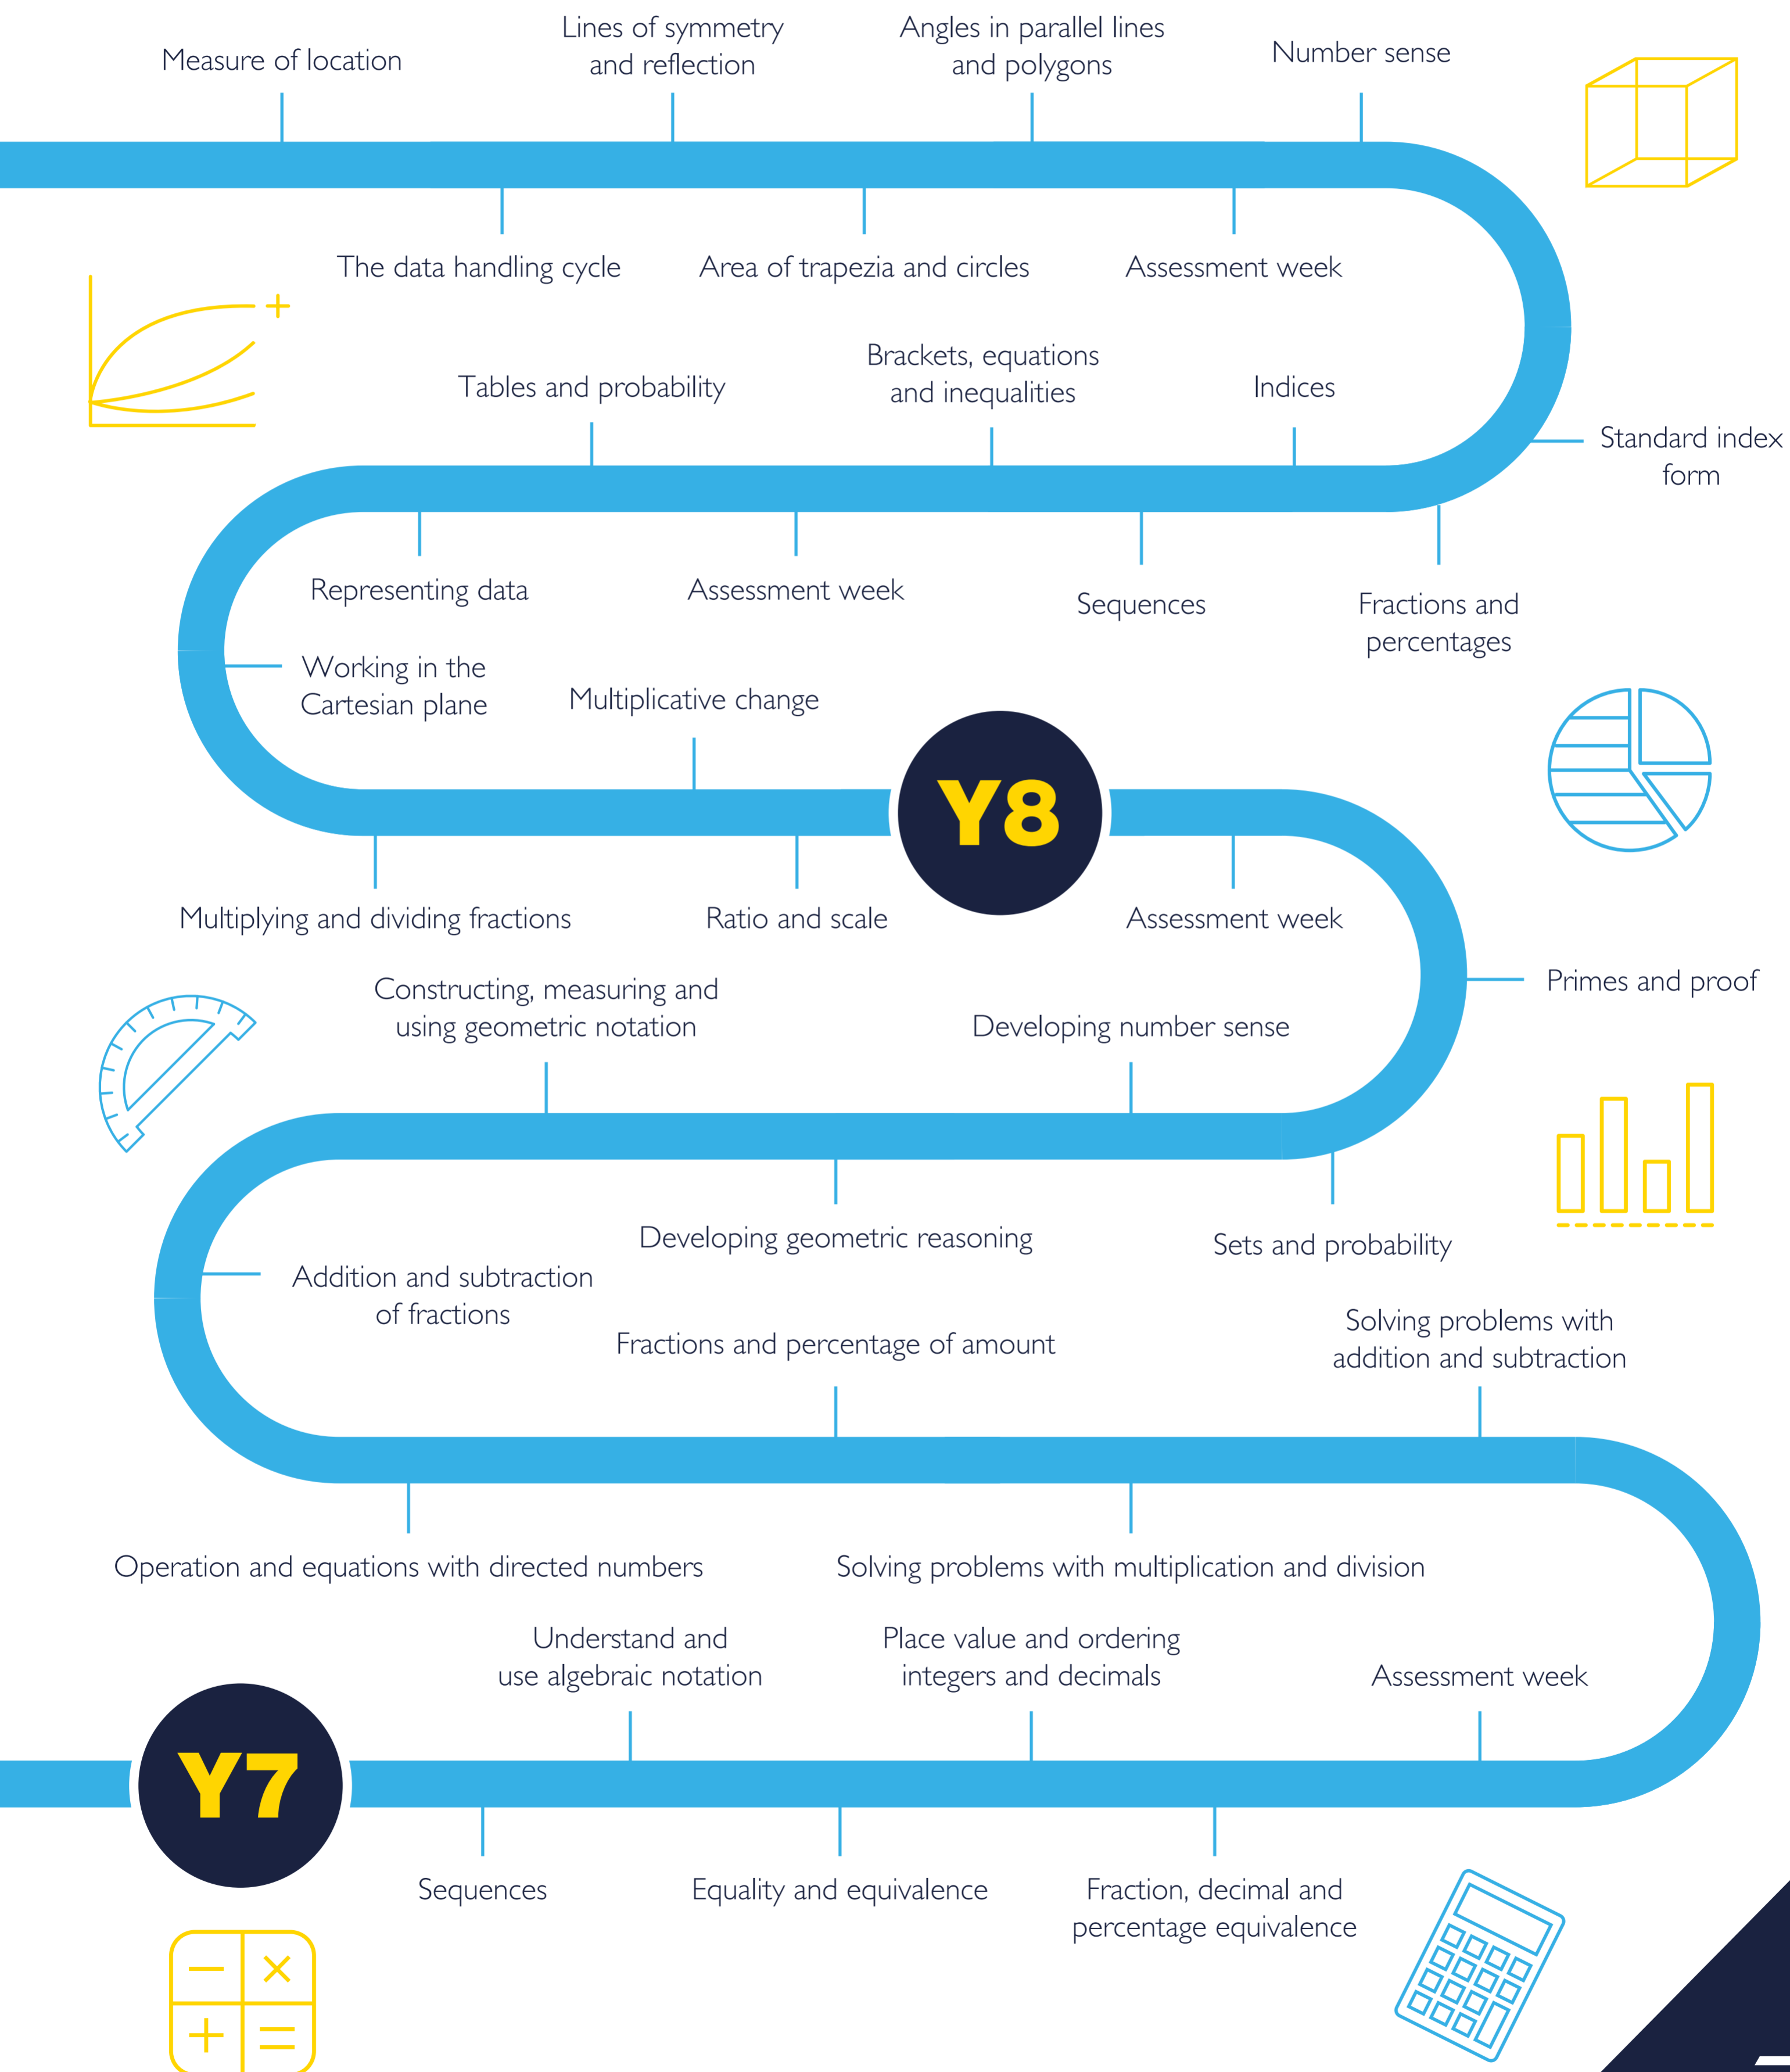 Measure of location
Lines of symmetry
and reflection
Angles in parallel lines
and polygons
Number sense
The data handling cycle
Area of trapezia and circles
Assessment week
Tables and probability
Brackets, equations
and inequalities
Indices
Standard index
form
Representing data
Assessment week
Sequences
Fractions and
percentages
Working in the
Cartesian plane
Multiplicative change
Y8
Multiplying and dividing fractions
Ratio and scale
Assessment week
Primes and proof
Constructing, measuring and
using geometric notation
Developing number sense
Developing geometric reasoning
Sets and probability
Addition and subtraction
of fractions
Fractions and percentage of amount
Solving problems with
addition and subtraction
Operation and equations with directed numbers
Solving problems with multiplication and division
Understand and
use algebraic notation
Place value and ordering
integers and decimals
Assessment week
Y7
Sequences
Equality and equivalence
Fraction, decimal and
percentage equivalence